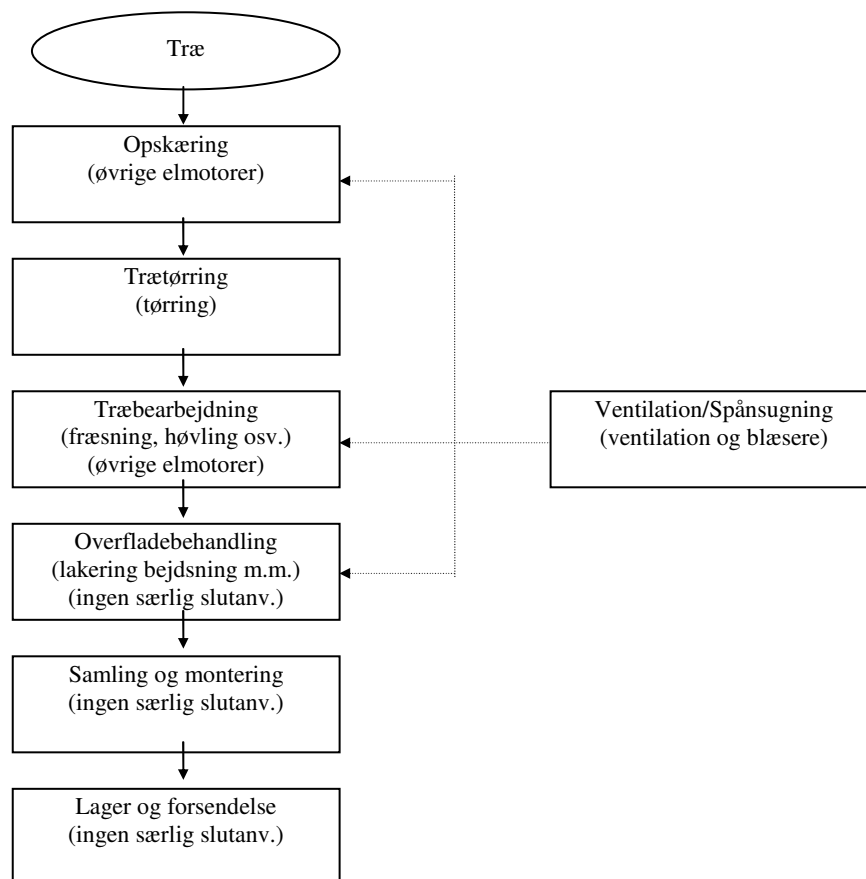 Træ
Opskæring
(øvrige elmotorer)
Trætørring
(tørring)
Træbearbejdning
(fræsning, høvling osv.)
(øvrige elmotorer)
Ventilation/Spånsugning
(ventilation og blæsere)
Overfladebehandling
(lakering bejdsning m.m.)
(ingen særlig slutanv.)
Samling og montering
(ingen særlig slutanv.)
Lager og forsendelse
(ingen særlig slutanv.)